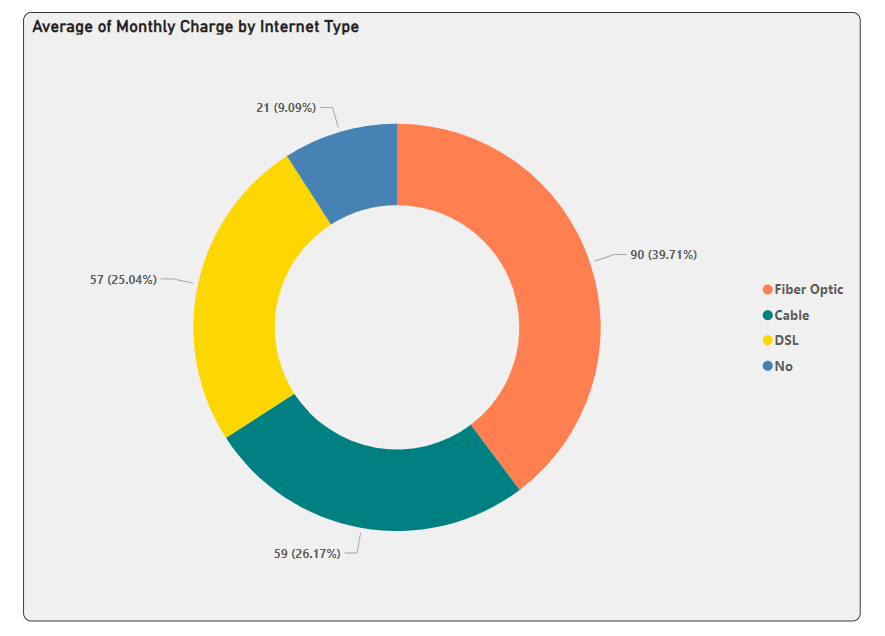 Average of Monthly Charge by Internet Type
21 (9.09%)
90 (39.71%)
57 (25.04%)
59 (26.17%)
Fiber Optic
Cable
DSL
No